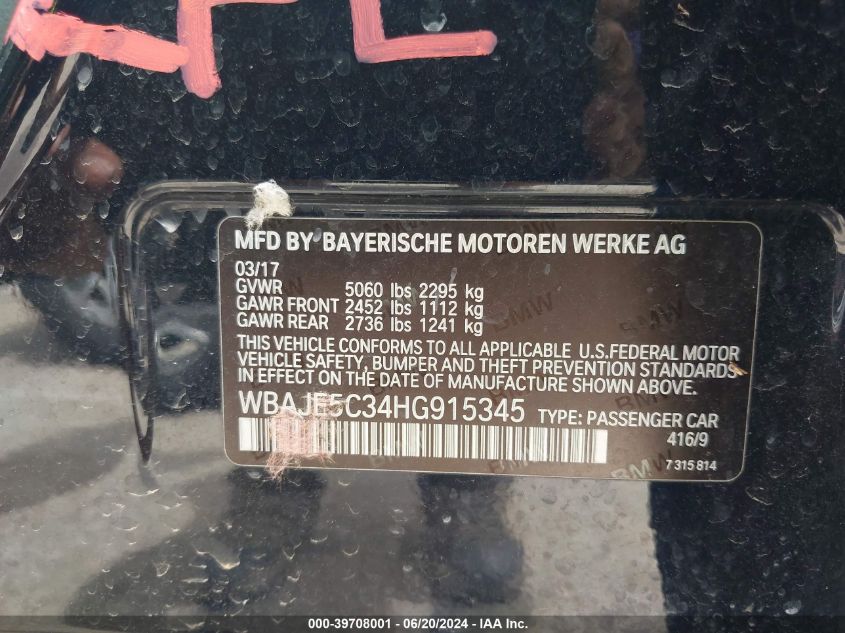 MFD BY BAYERISCHE MOTOREN WERKE AG
03/17
GVWR 5060 lbs 2295 kg
GAWR FRONT 2452 lbs 1112 kg
GAWR REAR 2736 lbs 1241 kg
THIS VEHICLE CONFORMS TO ALL APPLICABLE U.S.FEDERAL MOTOR
VEHICLE SAFETY, BUMPER AND THEFT PREVENTION STANDARDS
IN EFFECT ON THE DATE OF MANUFACTURE SHOWN ABOVE.
WBAJE5C34HG915345 TYPE: PASSENGER CAR
416/9
7 315 814
BMW
BMW
000-39708001 - 06/20/2024 - IAA Inc.